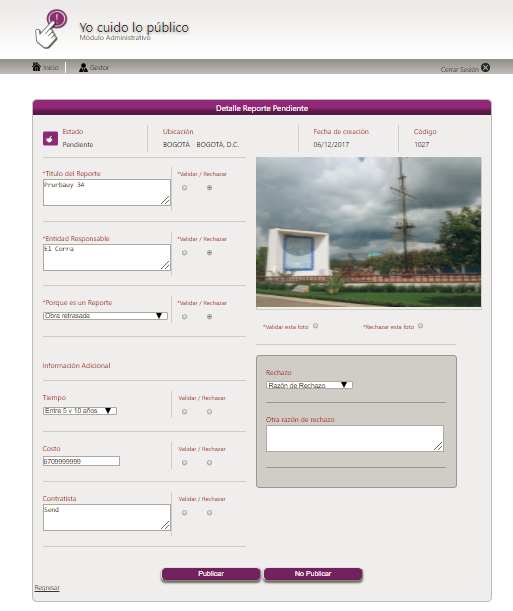 Yo cuido lo público
Módulo Administrativo
Inicio
Gestor
Cerrar Sesión
Detalle Reporte Pendiente
Estado
Pendiente
Ubicación
BOGOTÁ - BOGOTÁ, D.C.
Fecha de creación
06/12/2017
Código
1027
*Título del Reporte
*Validar / Rechazar
Prurbauy 34
*Entidad Responsable
*Validar / Rechazar
El Corra
*Porque es un Reporte
*Validar / Rechazar
Obra retrasada
*Validar esta foto
*Rechazar esta foto
Información Adicional
Tiempo
Validar / Rechazar
Entre 5 y 10 años
Costo
Validar / Rechazar
6709999999
Contratista
Validar / Rechazar
Send
Rechazo
Razón de Rechazo
Otra razón de rechazo
Publicar
No Publicar
Regresar